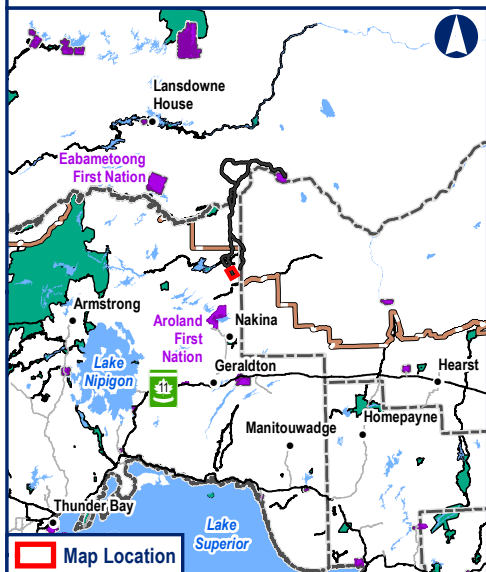 Lansdowne
House
Eabametoong
First Nation
Armstrong
Aroland
First
Nation
Nakina
Lake
Nipigon
Geraldton
11
Hearst
Manitouwadge
Homepayne
Thunder Bay
Lake
Superior
Map Location